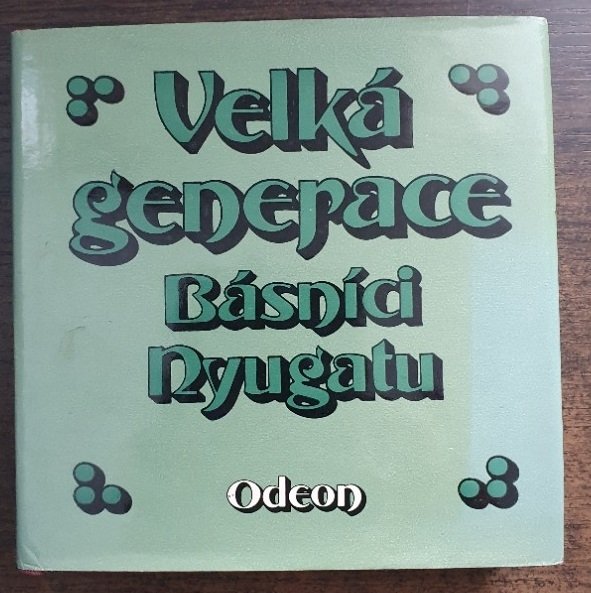 Velká
generace
Básníci
Nyugatu
Odeon